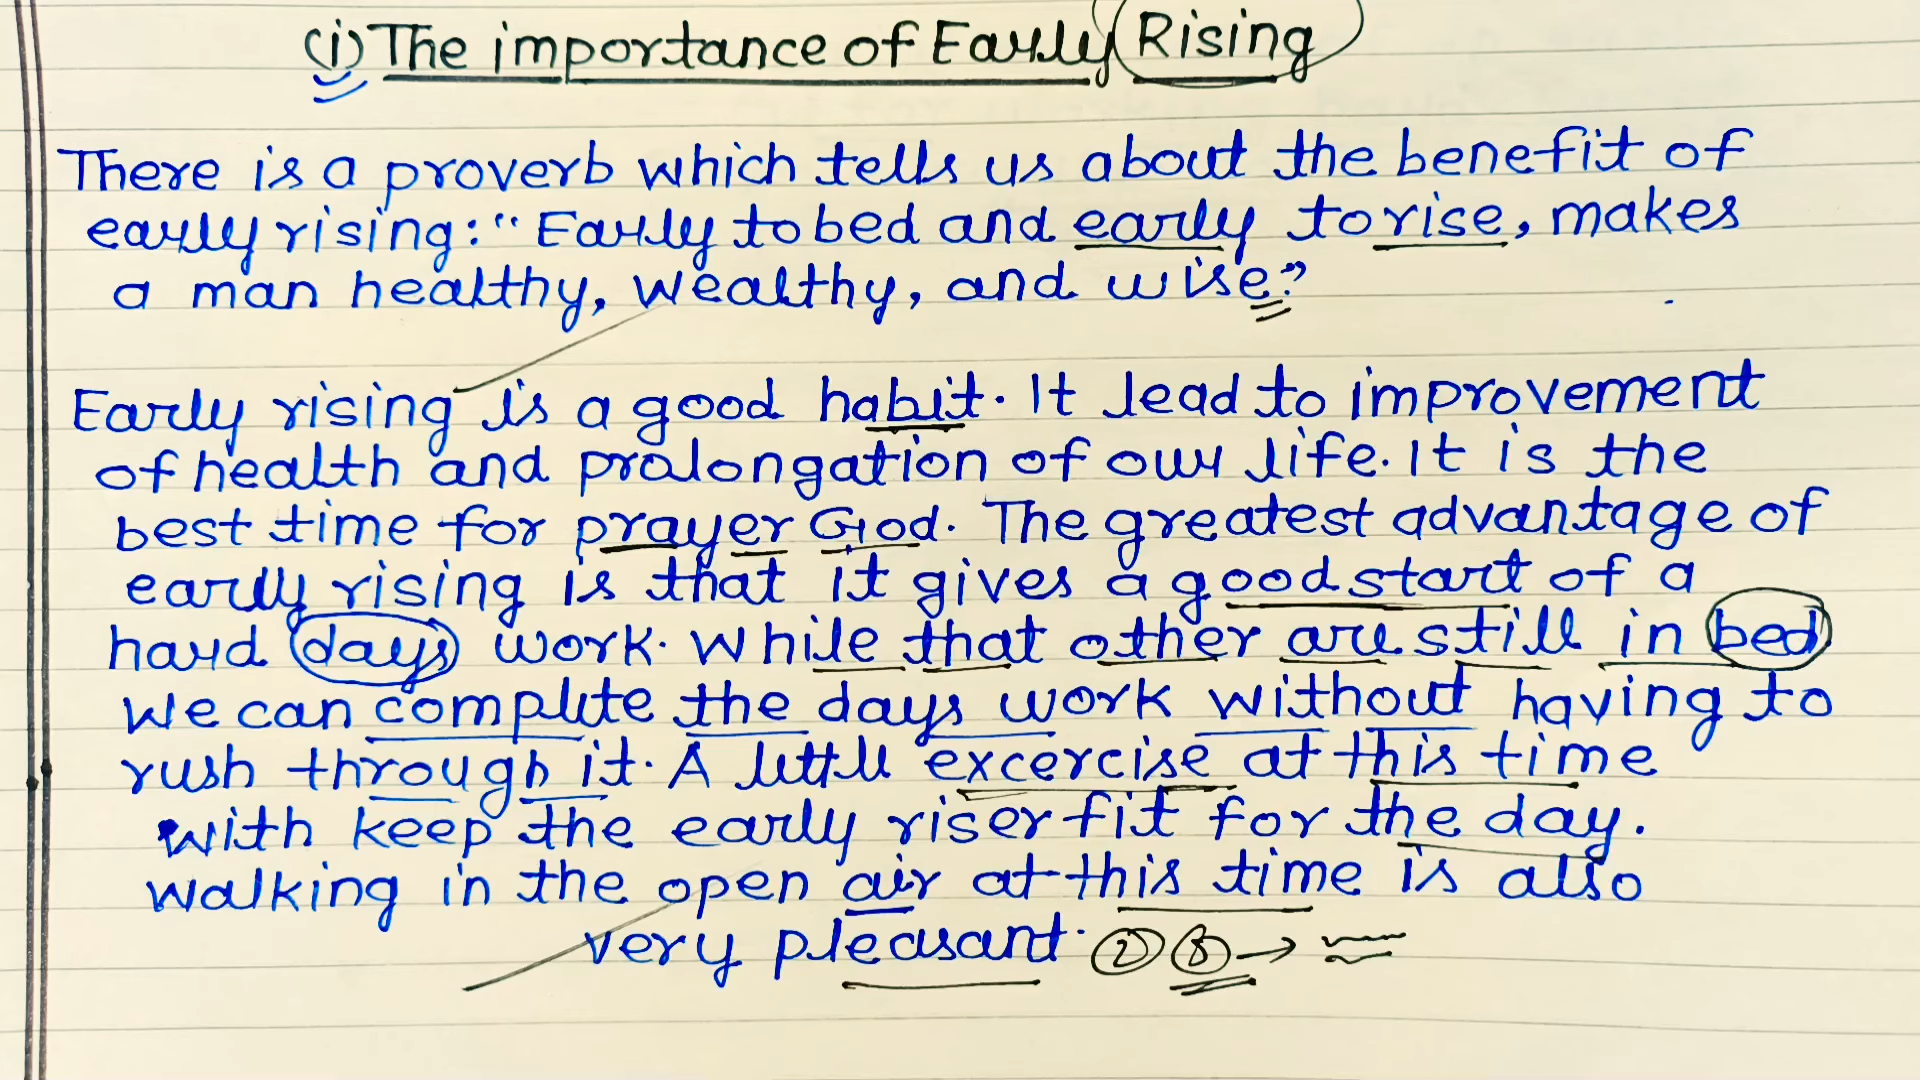 (i) The importance of Early Rising
There is a proverb which tells us about the benefit of
early rising: "Early to bed and early to rise, makes
a man healthy, wealthy, and wise."
Early rising is a good habit. It lead to improvement
of health and prolongation of our life. It is the
best time for prayer God. The greatest advantage of
early rising is that it gives a good start of a
hard days work. While that other are still in bed
We can complete the days work without having to
rush through it. A little excercise at this time
with keep the early riser fit for the day.
walking in the open air at this time is also
very pleasant.